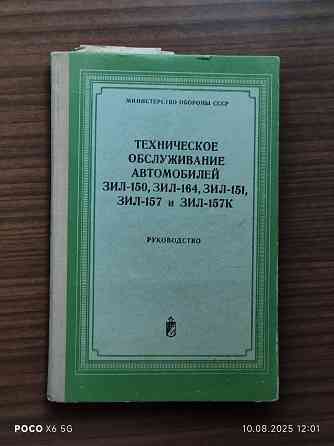 МИНИСТЕРСТВО ОБОРОНЫ СССР
ТЕХНИЧЕСКОЕ
ОБСЛУЖИВАНИЕ
АВТОМОБИЛЕЙ
ЗИЛ-150, ЗИЛ-164, ЗИЛ-151,
ЗИЛ-157 и ЗИЛ-157К
РУКОВОДСТВО
POCO X6 5G
10.08.2025 12:01